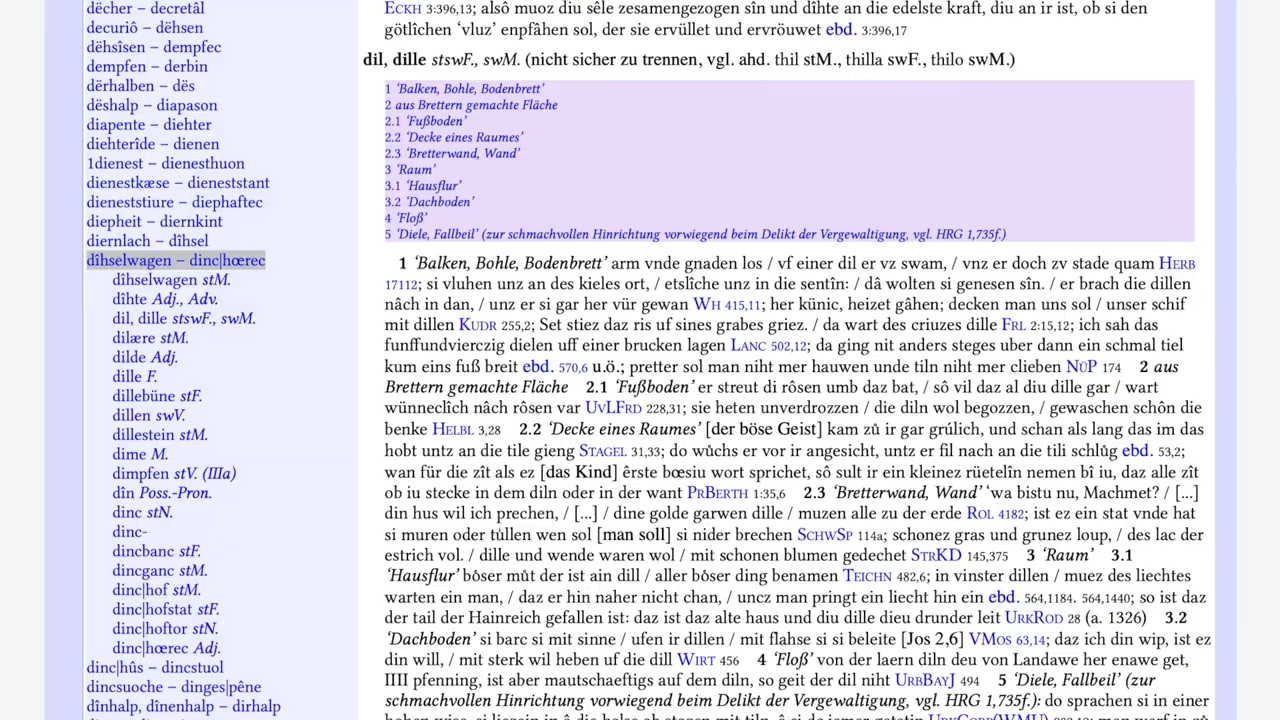 dëcher – decretâl
decuriô – dëhsen
dëhsîsen – dempfec
dempfen – derbin
dërhalben – dës
dëshalp – diapason
diapente – diehter
diehterîde – dienen
1dienest – dienesthuon
dienestkæse – dieneststant
dieneststiure – diephaftec
diepheit – diernkint
diernlach – dîhsel
dîhselwagen – dinc|hœrec
dîhselwagen stM.
dîhte Adj., Adv.
dil, dille stswF., swM.
dilære stM.
dilde Adj.
dille F.
dillebüne stF.
dillen swV.
dillestein stM.
dime M.
dimpfen stV. (IIIa)
dîn Poss.-Pron.
dinc stN.
dinc-
dincbanc stF.
dincganc stM.
dinc|hof stM.
dinc|hofstat stF.
dinc|hoftor stN.
dinc|hœrec Adj.
dinc|hûs – dincstuol
dincsuoche – dinges|pêne
dînhalp, dînenhalp – dirhalp
ECKH 3:396,13; alsô muoz diu sêle zesamengezogen sîn und dîhte an die edelste kraft, diu an ir ist, ob si den
götlîchen ‘vluz’ enpfâhen sol, der sie ervüllet und ervröuwet ebd. 3:396,17
dil, dille stswF., swM. (nicht sicher zu trennen, vgl. ahd. thil stM., thilla swF., thilo swM.)
1 ‘Balken, Bohle, Bodenbrett’
2 aus Brettern gemachte Fläche
2.1 ‘Fußboden’
2.2 ‘Decke eines Raumes’
2.3 ‘Bretterwand, Wand’
3 ‘Raum’
3.1 ‘Hausflur’
3.2 ‘Dachboden’
4 ‘Floß’
5 ‘Diele, Fallbeil’ (zur schmachvollen Hinrichtung vorwiegend beim Delikt der Vergewaltigung, vgl. HRG 1,735f.)
1 ‘Balken, Bohle, Bodenbrett’ arm vnde gnaden los / vf einer dil er vz swam, / vnz er doch zv stade quam HERB
17112; si vluhen unz an des kieles ort, / etslîche unz in die sentîn: / dâ wolten si genesen sîn. / er brach die dillen
nâch in dan, / unz er si gar her vür gewan WH 415,11; her künic, heizet gâhen; decken man uns sol / unser schif
mit dillen KUDR 255,2; Set stiez daz ris uf sines grabes griez. / da wart des criuzes dille FRL 2:15,12; ich sah das
funffundvierczig dielen uff einer brucken lagen LANC 502,12; da ging nit anders steges uber dann ein schmal tiel
kum eins fuß breit ebd. 570,6 u.ö.; pretter sol man niht mer hauwen unde tiln niht mer clieben NÜP 174 2 aus
Brettern gemachte Fläche 2.1 ‘Fußboden’ er streut di rôsen umb daz bat, / sô vil daz al diu dille gar / wart
wünneclîch nâch rôsen var UVLFRD 228,31; sie heten unverdrozzen / die diln wol begozzen, / gewaschen schôn die
benke HELBL 3,28 2.2 ‘Decke eines Raumes’ [der böse Geist] kam zů ir gar grúlich, und schan als lang das im das
hobt untz an die tile gieng STAGEL 31,33; do wůchs er vor ir angesicht, untz er fil nach an die tili schlůg ebd. 53,2;
wan für die zît als ez [das Kind] êrste bœsiu wort sprichet, sô sult ir ein kleinez rüetelîn nemen bî iu, daz alle zît
ob iu stecke in dem diln oder in der want PRBERTH 1:35,6 2.3 ‘Bretterwand, Wand’ ‘wa bistu nu, Machmet? / [...]
din hus wil ich prechen, / [...] / dine golde garwen dille / muzen alle zu der erde ROL 4182; ist ez ein stat vnde hat
si muren oder tullen wen sol [man soll] si nider brechen SCHWSP 114a; schonez gras und grunez loup, / des lac der
estrich vol. / dille und wende waren wol / mit schonen blumen gedechet STRKD 145,375 3 ‘Raum’ 3.1
‘Hausflur’ bo̊ser můt der ist ain dill / aller bo̊ser ding benamen TEICHN 482,6; in vinster dillen / muez des liechtes
warten ein man, / daz er hin naher nicht chan, / uncz man pringt ein liecht hin ein ebd. 564,1184. 564,1440; so ist daz
der tail der Hainreich gefallen ist: daz ist daz alte haus und diu dille dieu drunder leit URKROD 28 (a. 1326) 3.2
‘Dachboden’ si barc si mit sinne / ufen ir dillen / mit flahse si si beleite [Jos 2,6] VMOS 63,14; daz ich din wip, ist ez
din will, / mit sterk wil heben uf die dill WIRT 456 4 ‘Floß’ von der laern diln deu von Landawe her enawe get,
IIII pfenning, ist aber mautschaeftigs auf dem diln, so geit der dil niht URBBAYJ 494 5 ‘Diele, Fallbeil’ (zur
schmachvollen Hinrichtung vorwiegend beim Delikt der Vergewaltigung, vgl. HRG 1,735f.): do sprachen si in einer